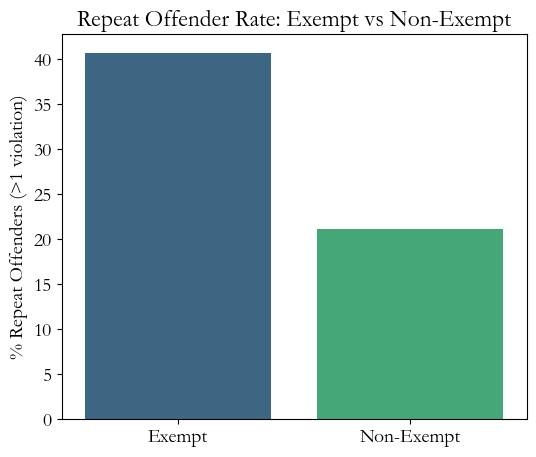 Repeat Offender Rate: Exempt vs Non-Exempt
% Repeat Offenders (>1 violation)
40
35
30
25
20
15
10
5
0
Exempt
Non-Exempt